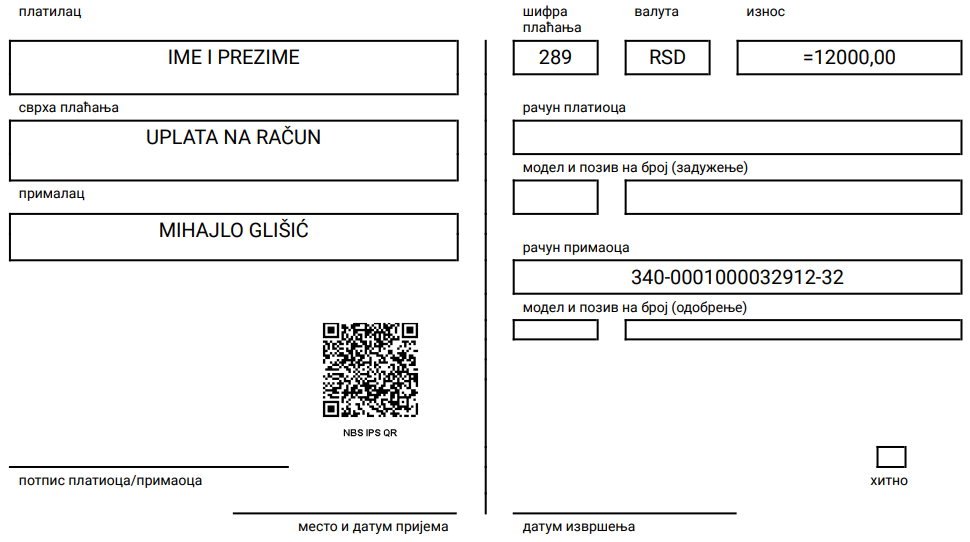 платилац
IME I PREZIME
сврха плаћања
UPLATA NA RAČUN
прималац
MIHAJLO GLIŠIĆ
NBS IPS QR
потпис платиоца/примаоца
место и датум пријема
шифра
плаћања
валута
износ
289
RSD
=12000,00
рачун платиоца
модел и позив на број (задужење)
рачун примаоца
340-0001000032912-32
модел и позив на број (одобрење)
хитно
датум извршења